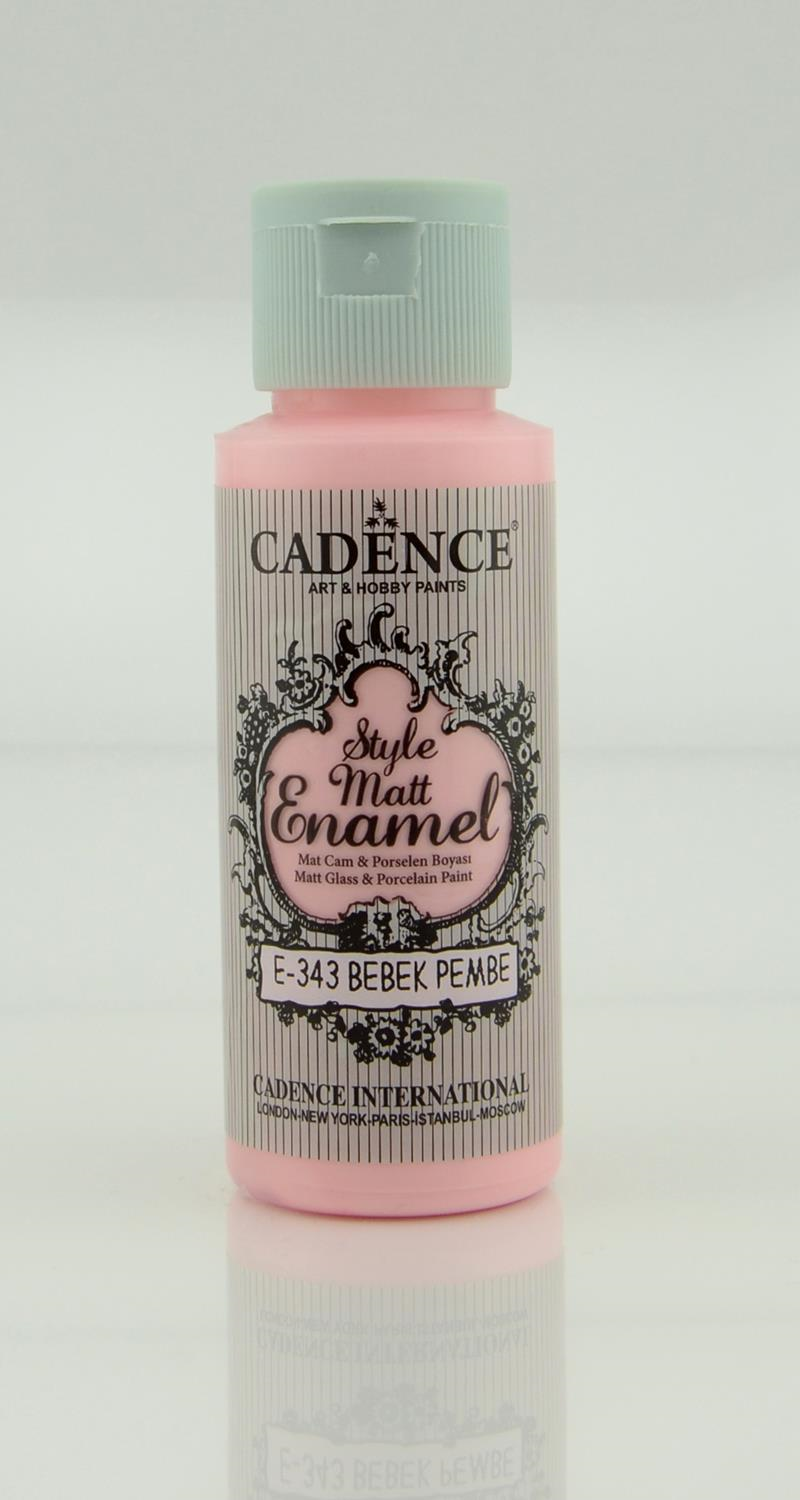 CADENCE®
ART & HOBBY PAINTS
Style
Matt
Enamel
Mat Cam & Porselen Boyası
Matt Glass & Porcelain Paint
E-343 BEBEK PEMBE
CADENCE INTERNATIONAL
LONDON-NEW YORK-PARIS-İSTANBUL-MOSCOW